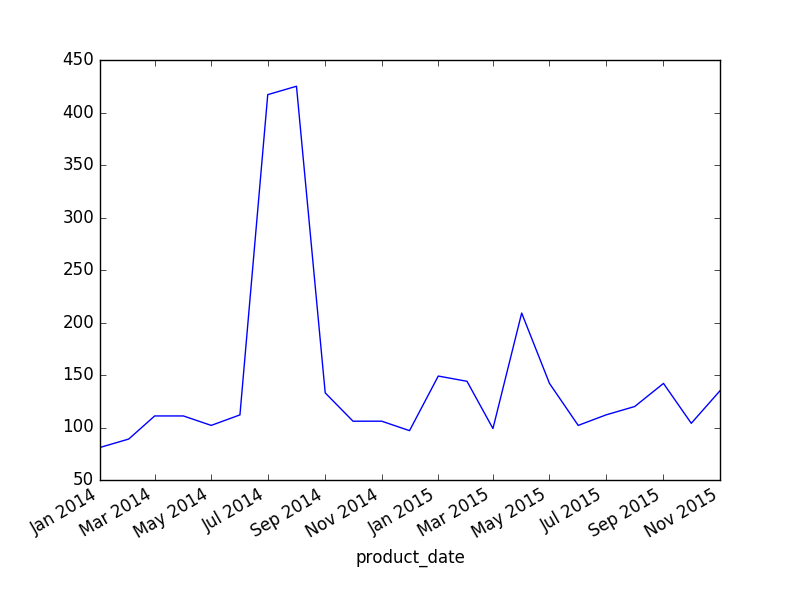 450
400
350
300
250
200
150
100
50
Jan 2014
Mar 2014
May 2014
Jul 2014
Sep 2014
Nov 2014
Jan 2015
Mar 2015
May 2015
Jul 2015
Sep 2015
Nov 2015
product_date